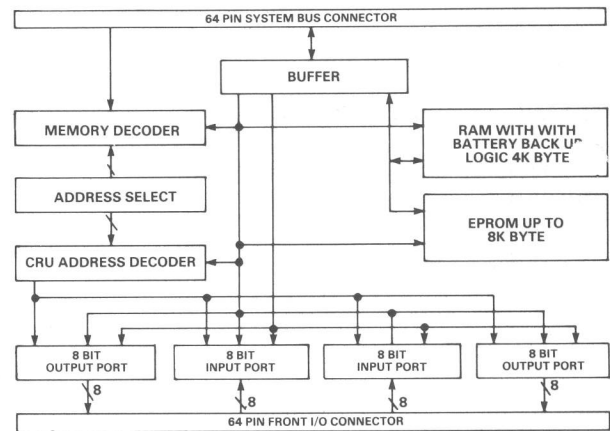 64 PIN SYSTEM BUS CONNECTOR
BUFFER
MEMORY DECODER
RAM WITH WITH
BATTERY BACK UP
LOGIC 4K BYTE
ADDRESS SELECT
EPROM UP TO
8K BYTE
CRU ADDRESS DECODER
8 BIT
OUTPUT PORT
8 BIT
INPUT PORT
8 BIT
INPUT PORT
8 BIT
OUTPUT PORT
8
8
8
8
64 PIN FRONT I/O CONNECTOR